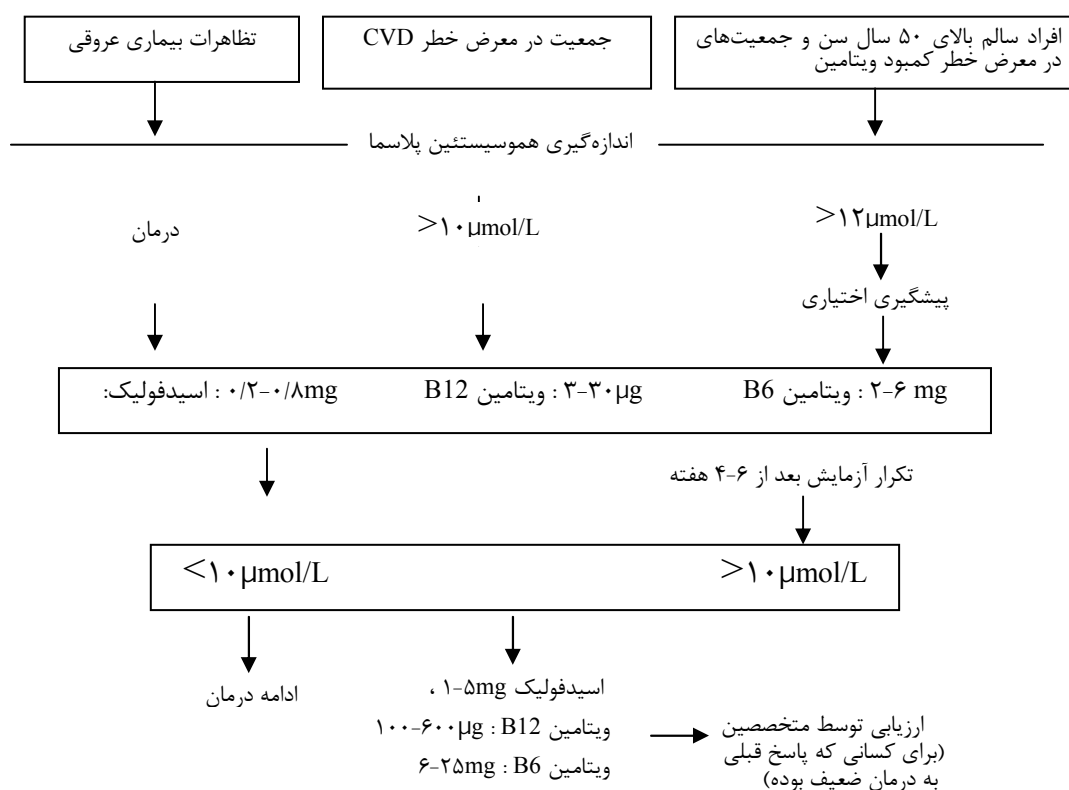 افراد سالم بالای ۵۰ سال سن و جمعیت‌های
در معرض خطر کمبود ویتامین
جمعیت در معرض خطر CVD
تظاهرات بیماری عروقی
اندازه‌گیری هموسیستئین پلاسما
>۱۲µmol/L
>۱۰µmol/L
درمان
پیشگیری اختیاری
B6 ویتامین : ۲-۶ mg
B12 ویتامین : ۳-۳۰µg
اسیدفولیک: : ۰/۲-۰/۸mg
تکرار آزمایش بعد از ۶-۴ هفته
>۱۰µmol/L
<۱۰µmol/L
ادامه درمان
اسیدفولیک ۱-۵mg ،
ویتامین B12 : ۱۰۰-۶۰۰µg
ویتامین B6 : ۶-۲۵mg
ارزیابی توسط متخصصین
(برای کسانی که پاسخ قبلی
به درمان ضعیف بوده)